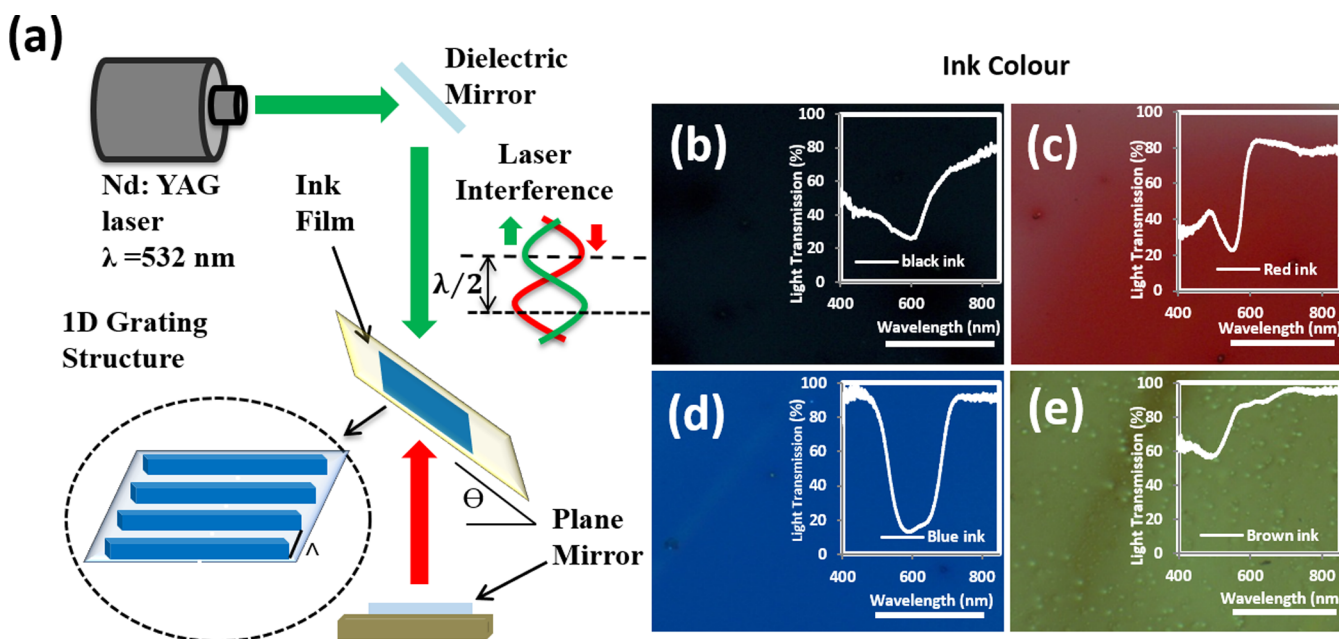 (a)
Dielectric
Mirror
Nd: YAG
laser
λ =532 nm
Ink
Film
Laser
Interference
λ/2
1D Grating
Structure
Λ
Θ
Plane
Mirror
Ink Colour
(b)
Light Transmission (%)
100
80
60
40
20
0
black ink
400 600 800
Wavelength (nm)
(c)
Light Transmission (%)
100
80
60
40
20
0
Red ink
400 600 800
Wavelength (nm)
(d)
Light Transmission (%)
100
80
60
40
20
0
Blue ink
400 600 800
Wavelength (nm)
(e)
Light Transmission (%)
100
80
60
40
20
0
Brown ink
400 600 800
Wavelength (nm)